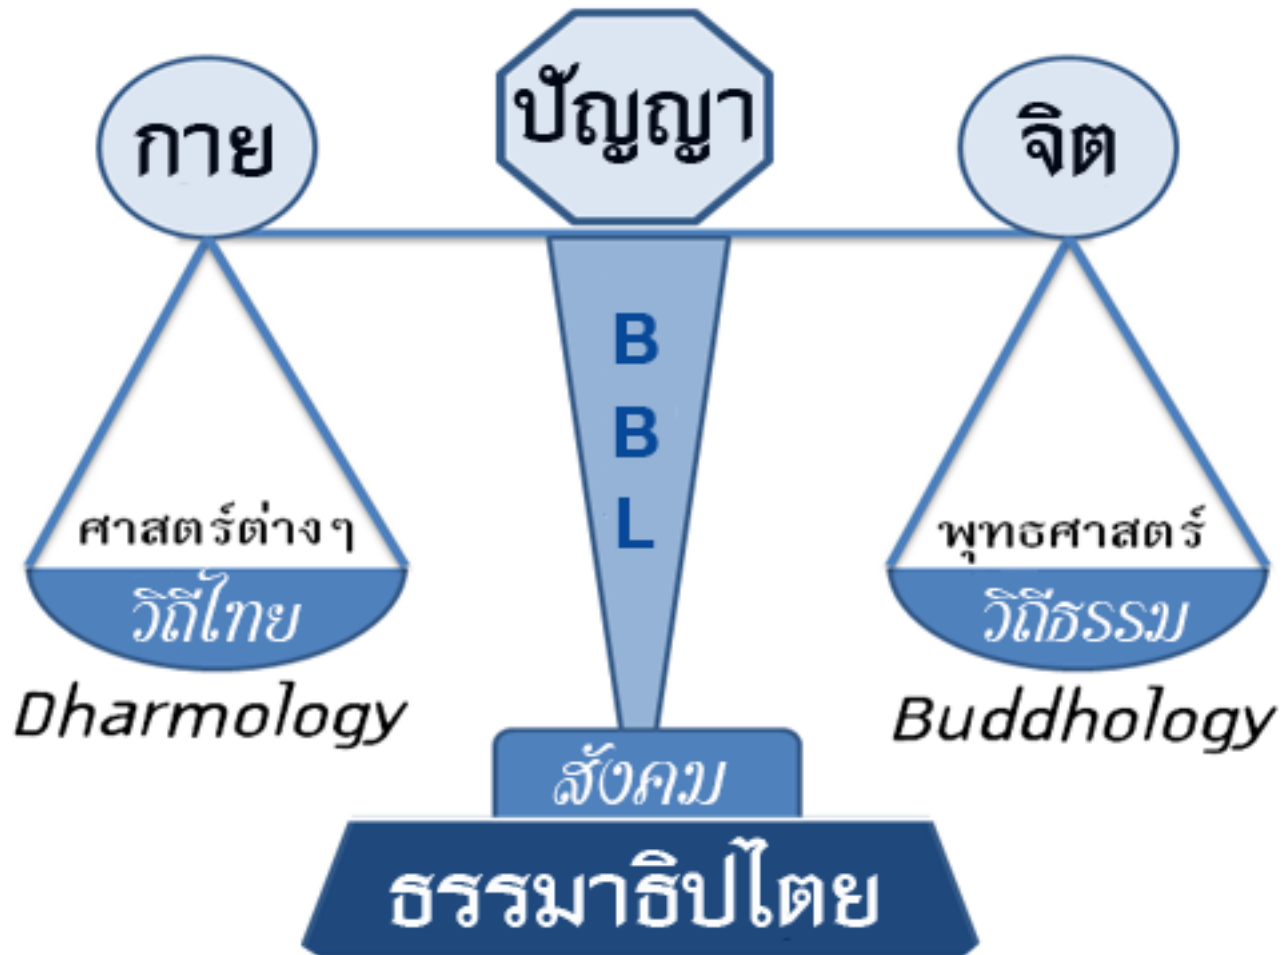 กาย
ปัญญา
จิต
B
B
L
ศาสตร์ต่างๆ
วิถีไทย
Dharmology
พุทธศาสตร์
วิถีธรรม
Buddhology
สังคม
ธรรมาธิปไตย